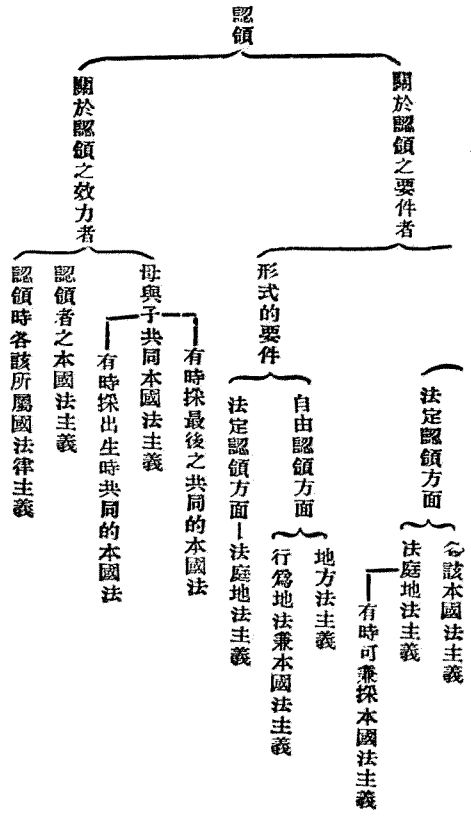 認領
關於認領之要件者
法定認領方面
各該本國法主義
法庭地法主義
有時可兼採本國法主義
形式的要件
自由認領方面
地方法主義
行爲地法兼本國法主義
法定認領方面—法庭地法主義
關於認領之效力者
母與子共同本國法主義
有時採最後之共同的本國法
有時採出生時共同的本國法
認領者之本國法主義
認領時各該所屬國法律主義